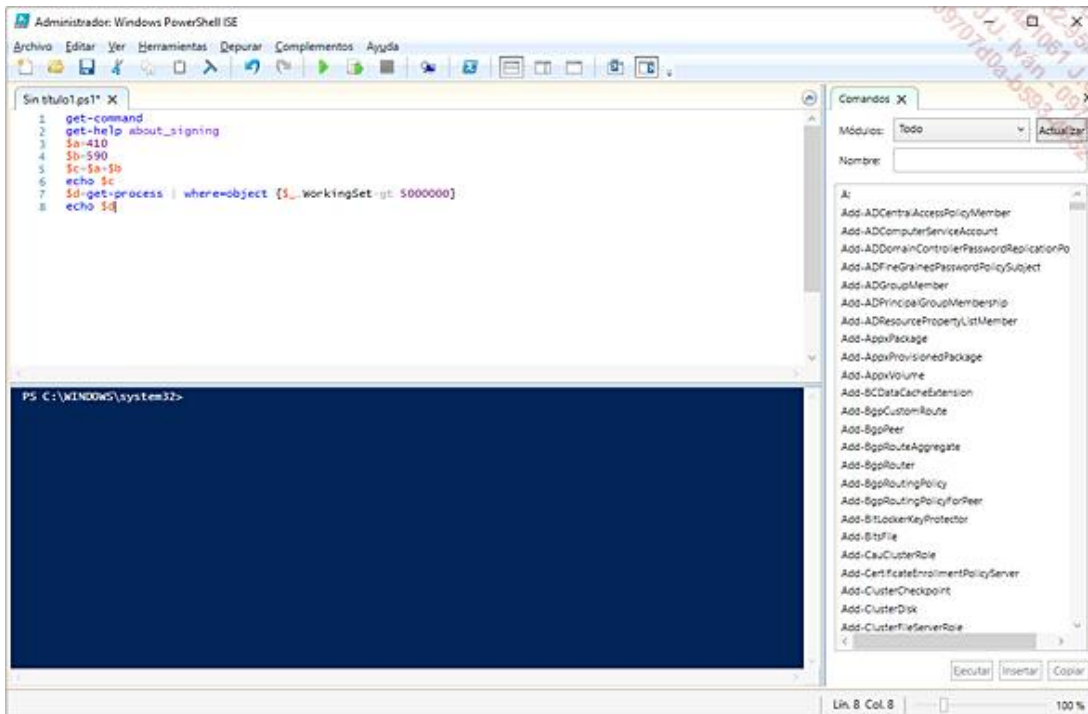 Administrador: Windows PowerShell ISE
Archivo Editar Ver Herramientas Depurar Complementos Ayuda
Sin título1.ps1* X
1 get-command
2 get-help about_signing
3 $a=410
4 $b=590
5 $c=$a+$b
6 echo $c
7 $d=get-process | where-object {$_.WorkingSet -gt 5000000}
8 echo $d
PS C:\WINDOWS\system32>
Comandos X
Módulos: Todo Actualizar
Nombre:
A:
Add-ADCentralAccessPolicyMember
Add-ADComputerServiceAccount
Add-ADDomainControllerPasswordReplicationPo
Add-ADFineGrainedPasswordPolicySubject
Add-ADGroupMember
Add-ADPrincipalGroupMembership
Add-ADResourcePropertyListMember
Add-AppxPackage
Add-AppxProvisionedPackage
Add-AppxVolume
Add-BCDataCacheExtension
Add-BgpCustomRoute
Add-BgpPeer
Add-BgpRouteAggregate
Add-BgpRouter
Add-BgpRoutingPolicy
Add-BgpRoutingPolicyForPeer
Add-BitLockerKeyProtector
Add-BitsFile
Add-CauClusterRole
Add-CertificateEnrollmentPolicyServer
Add-ClusterCheckpoint
Add-ClusterDisk
Add-ClusterFileServerRole
Ejecutar Insertar Copiar
Lín. 8 Col. 8 100 %